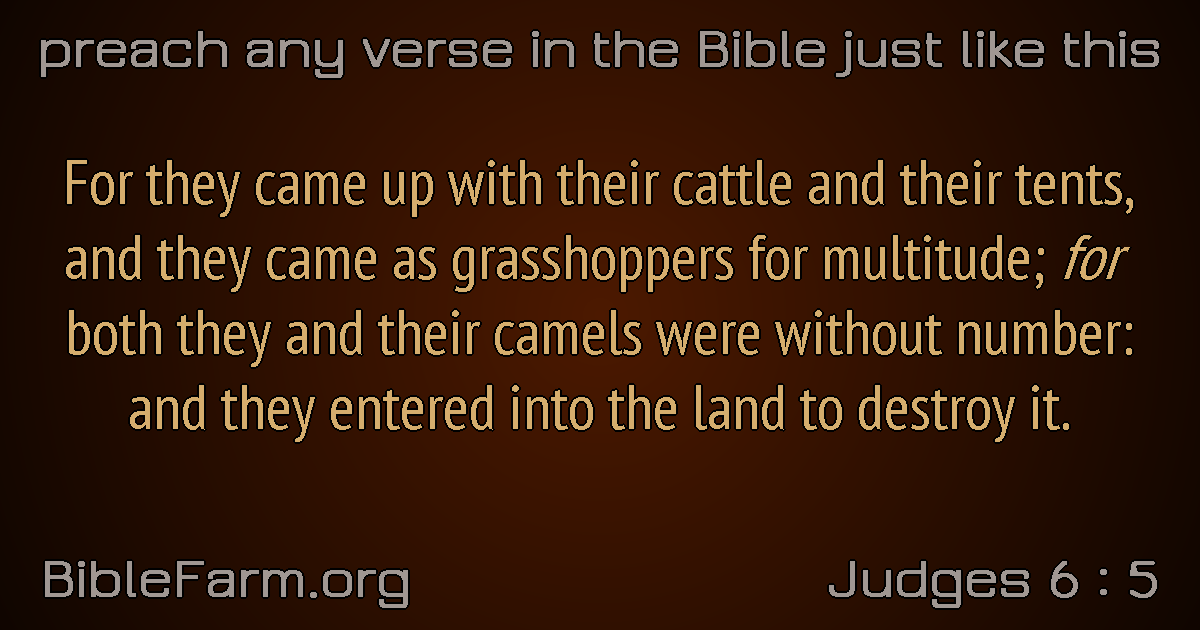 preach any verse in the Bible just like this
For they came up with their cattle and their tents,
and they came as grasshoppers for multitude; for
both they and their camels were without number:
and they entered into the land to destroy it.
BibleFarm.org
Judges 6 : 5